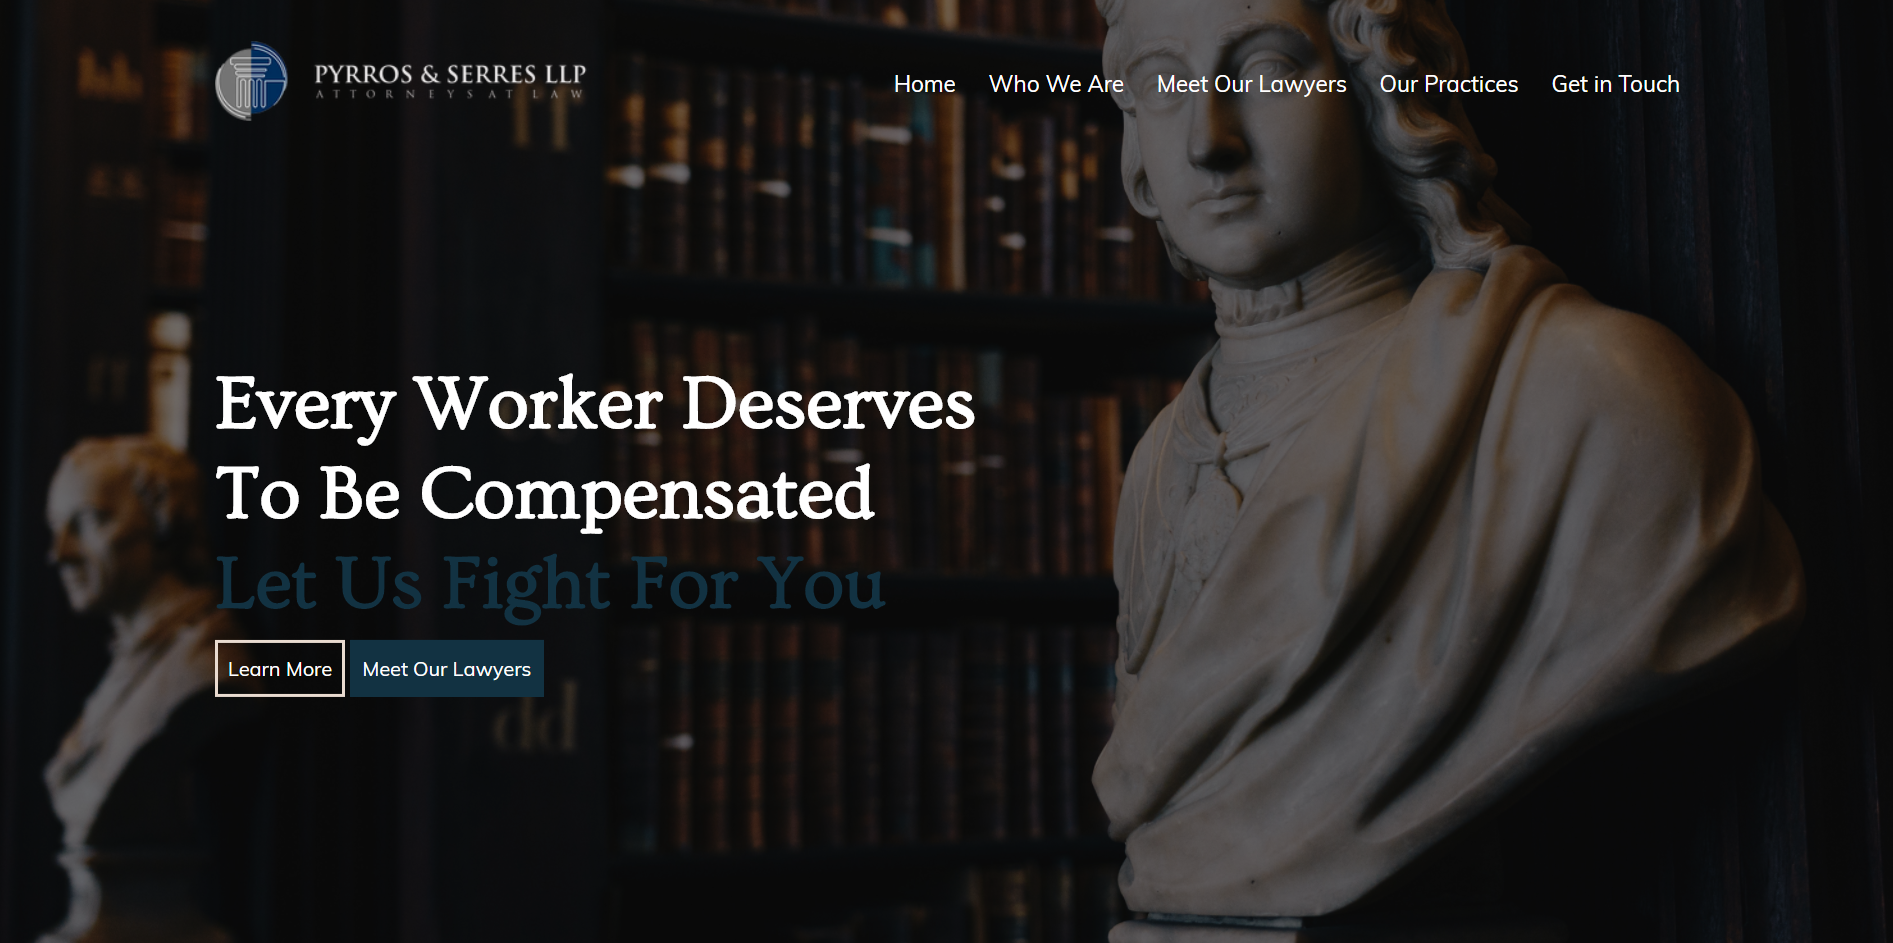 PYRROS & SERRES LLP
ATTORNEYS AT LAW
Home Who We Are Meet Our Lawyers Our Practices Get in Touch
Every Worker Deserves
To Be Compensated
Let Us Fight For You
Learn More Meet Our Lawyers
dd